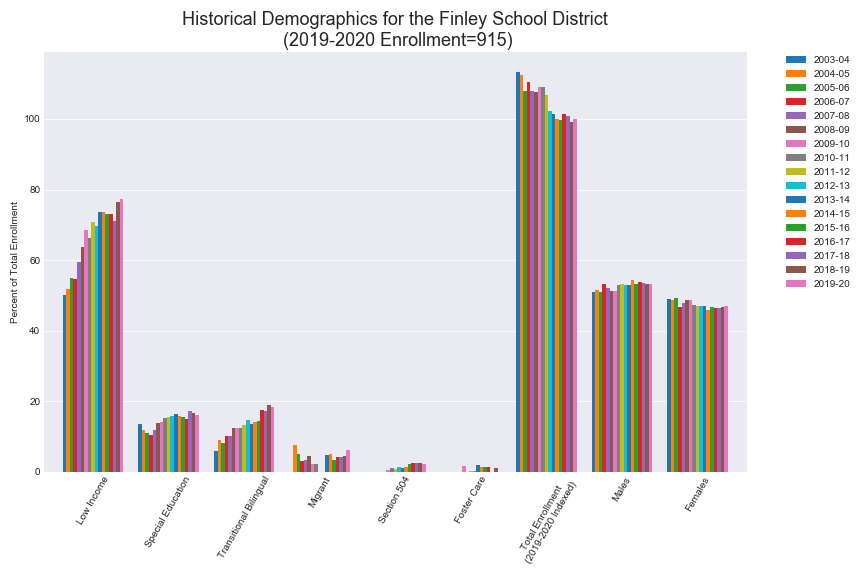 Historical Demographics for the Finley School District
(2019-2020 Enrollment=915)
Percent of Total Enrollment
100
80
60
40
20
0
Low Income
Special Education
Transitional Bilingual
Migrant
Section 504
Foster Care
Total Enrollment
(2019-2020 Indexed)
Males
Females
2003-04
2004-05
2005-06
2006-07
2007-08
2008-09
2009-10
2010-11
2011-12
2012-13
2013-14
2014-15
2015-16
2016-17
2017-18
2018-19
2019-20